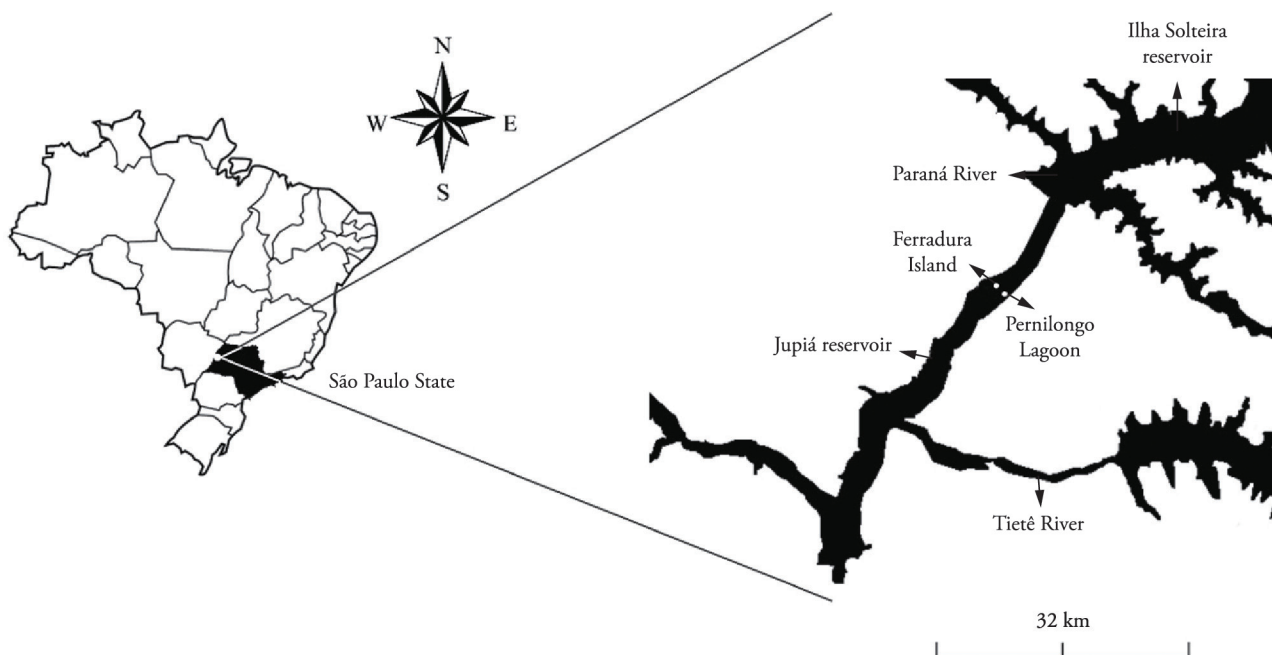 N
W
E
S
São Paulo State
Ilha Solteira
reservoir
Paraná River
Ferradura
Island
Pernilongo
Lagoon
Jupiá reservoir
Tietê River
32 km